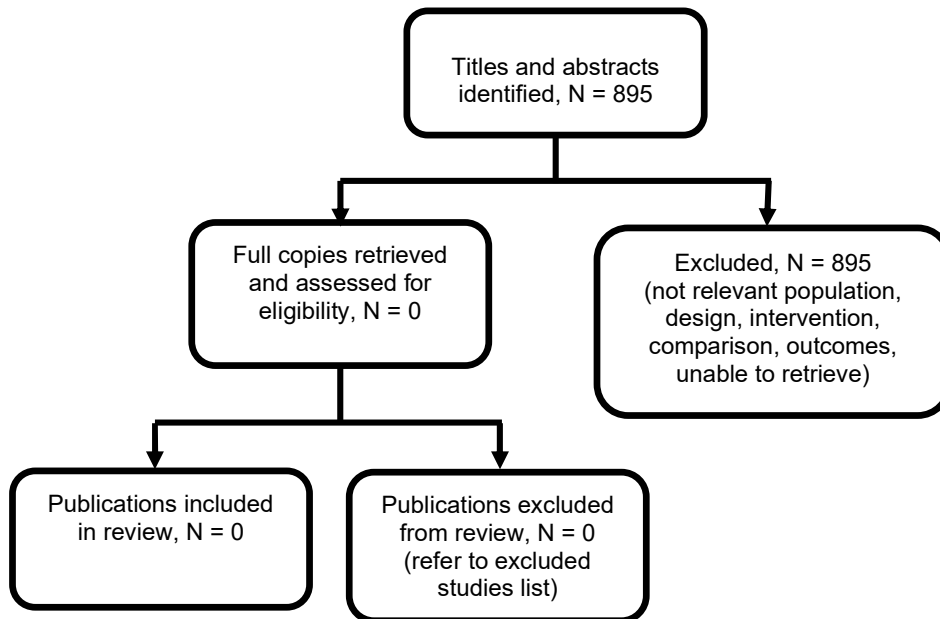 Titles and abstracts
identified, N = 895
Full copies retrieved
and assessed for
eligibility, N = 0
Excluded, N = 895
(not relevant population,
design, intervention,
comparison, outcomes,
unable to retrieve)
Publications included
in review, N = 0
Publications excluded
from review, N = 0
(refer to excluded
studies list)